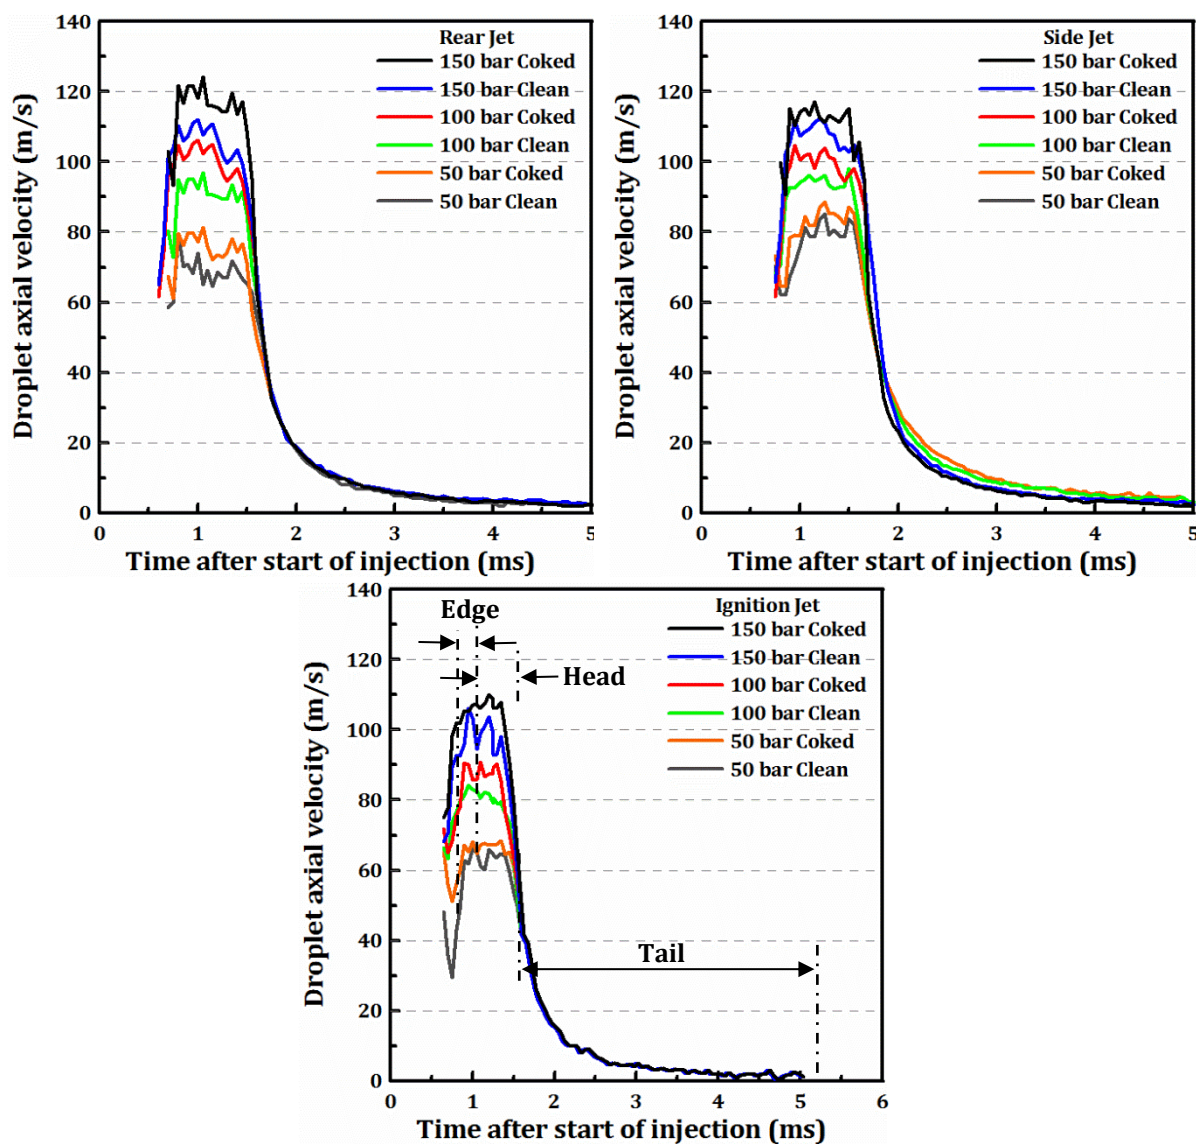 Droplet axial velocity (m/s)
140
120
100
80
60
40
20
0
Rear Jet
150 bar Coked
150 bar Clean
100 bar Coked
100 bar Clean
50 bar Coked
50 bar Clean
0 1 2 3 4 5
Time after start of injection (ms)
Droplet axial velocity (m/s)
140
120
100
80
60
40
20
0
Side Jet
150 bar Coked
150 bar Clean
100 bar Coked
100 bar Clean
50 bar Coked
50 bar Clean
0 1 2 3 4 5
Time after start of injection (ms)
Droplet axial velocity (m/s)
140
120
100
80
60
40
20
0
Edge
Head
Tail
Ignition Jet
150 bar Coked
150 bar Clean
100 bar Coked
100 bar Clean
50 bar Coked
50 bar Clean
0 1 2 3 4 5 6
Time after start of injection (ms)